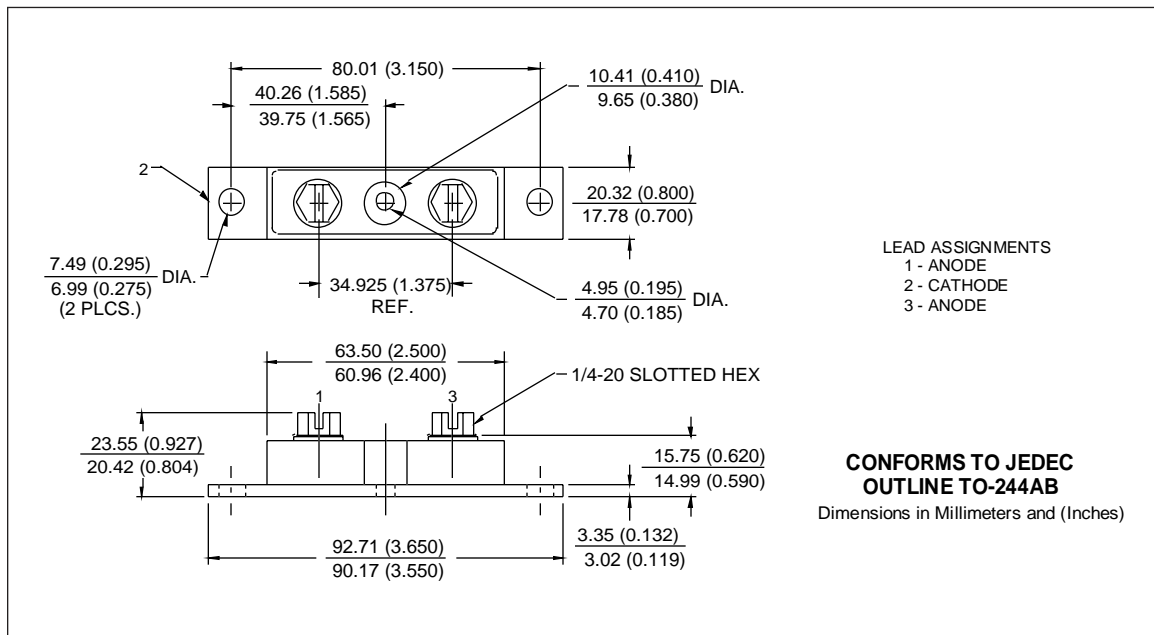 80.01 (3.150)
40.26 (1.585)
39.75 (1.565)
10.41 (0.410)
9.65 (0.380)
DIA.
2
20.32 (0.800)
17.78 (0.700)
7.49 (0.295)
6.99 (0.275)
DIA.
(2 PLCS.)
34.925 (1.375)
REF.
4.95 (0.195)
4.70 (0.185)
DIA.
LEAD ASSIGNMENTS
1 - ANODE
2 - CATHODE
3 - ANODE
63.50 (2.500)
60.96 (2.400)
1/4-20 SLOTTED HEX
1
3
23.55 (0.927)
20.42 (0.804)
15.75 (0.620)
14.99 (0.590)
3.35 (0.132)
3.02 (0.119)
92.71 (3.650)
90.17 (3.550)
CONFORMS TO JEDEC
OUTLINE TO-244AB
Dimensions in Millimeters and (Inches)